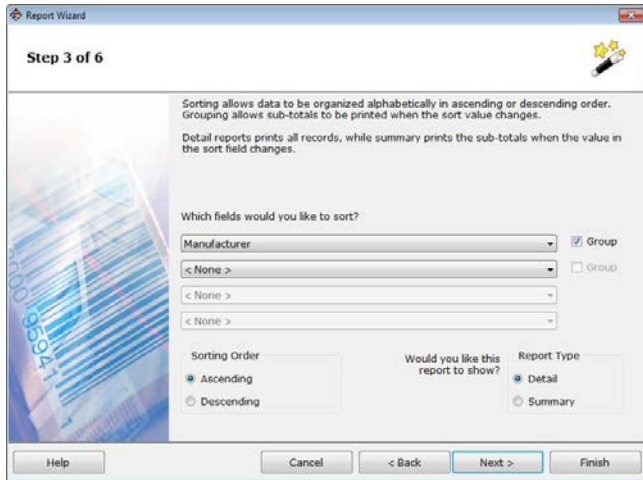 Report Wizard
Step 3 of 6
Sorting allows data to be organized alphabetically in ascending or descending order.
Grouping allows sub-totals to be printed when the sort value changes.
Detail reports prints all records, while summary prints the sub-totals when the value in
the sort field changes.
Which fields would you like to sort?
Manufacturer
Group
< None >
Group
< None >
< None >
Sorting Order
Ascending
Descending
Would you like this
report to show?
Report Type
Detail
Summary
95941
Help
Cancel
< Back
Next >
Finish